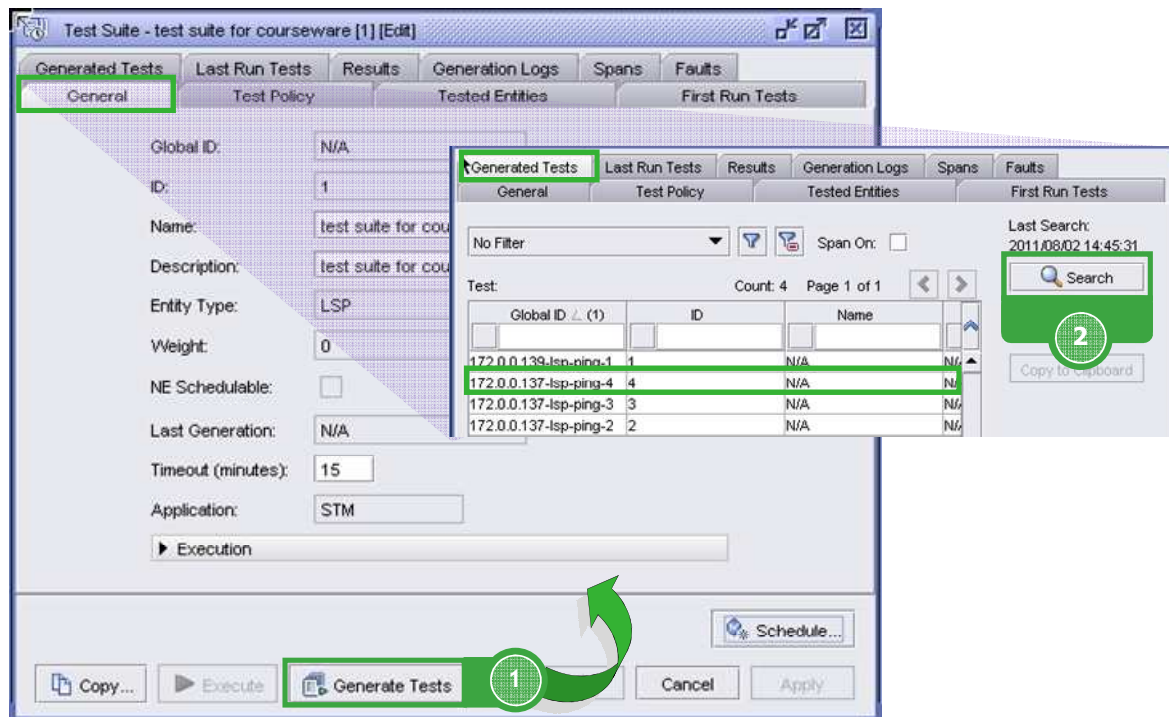 Test Suite - test suite for courseware [1] [Edit]
Generated Tests Last Run Tests Results Generation Logs Spans Faults
General Test Policy Tested Entities First Run Tests
Global ID: N/A
ID: 1
Name: test suite for cou
Description: test suite for cou
Entity Type: LSP
Weight: 0
NE Schedulable:
Last Generation: N/A
Timeout (minutes): 15
Application: STM
Execution
Generated Tests Last Run Tests Results Generation Logs Spans Faults
General Test Policy Tested Entities First Run Tests
No Filter Span On:
Last Search:
2011/08/02 14:45:31
Search
2
Copy to Clipboard
Test: Count: 4 Page 1 of 1
Global ID (1) ID Name
172.0.0.139-lsp-ping-1 1 N/A N/
172.0.0.137-lsp-ping-4 4 N/A N/
172.0.0.137-lsp-ping-3 3 N/A N/
172.0.0.137-lsp-ping-2 2 N/A N/
Schedule...
Copy... Execute Generate Tests 1 Cancel Apply